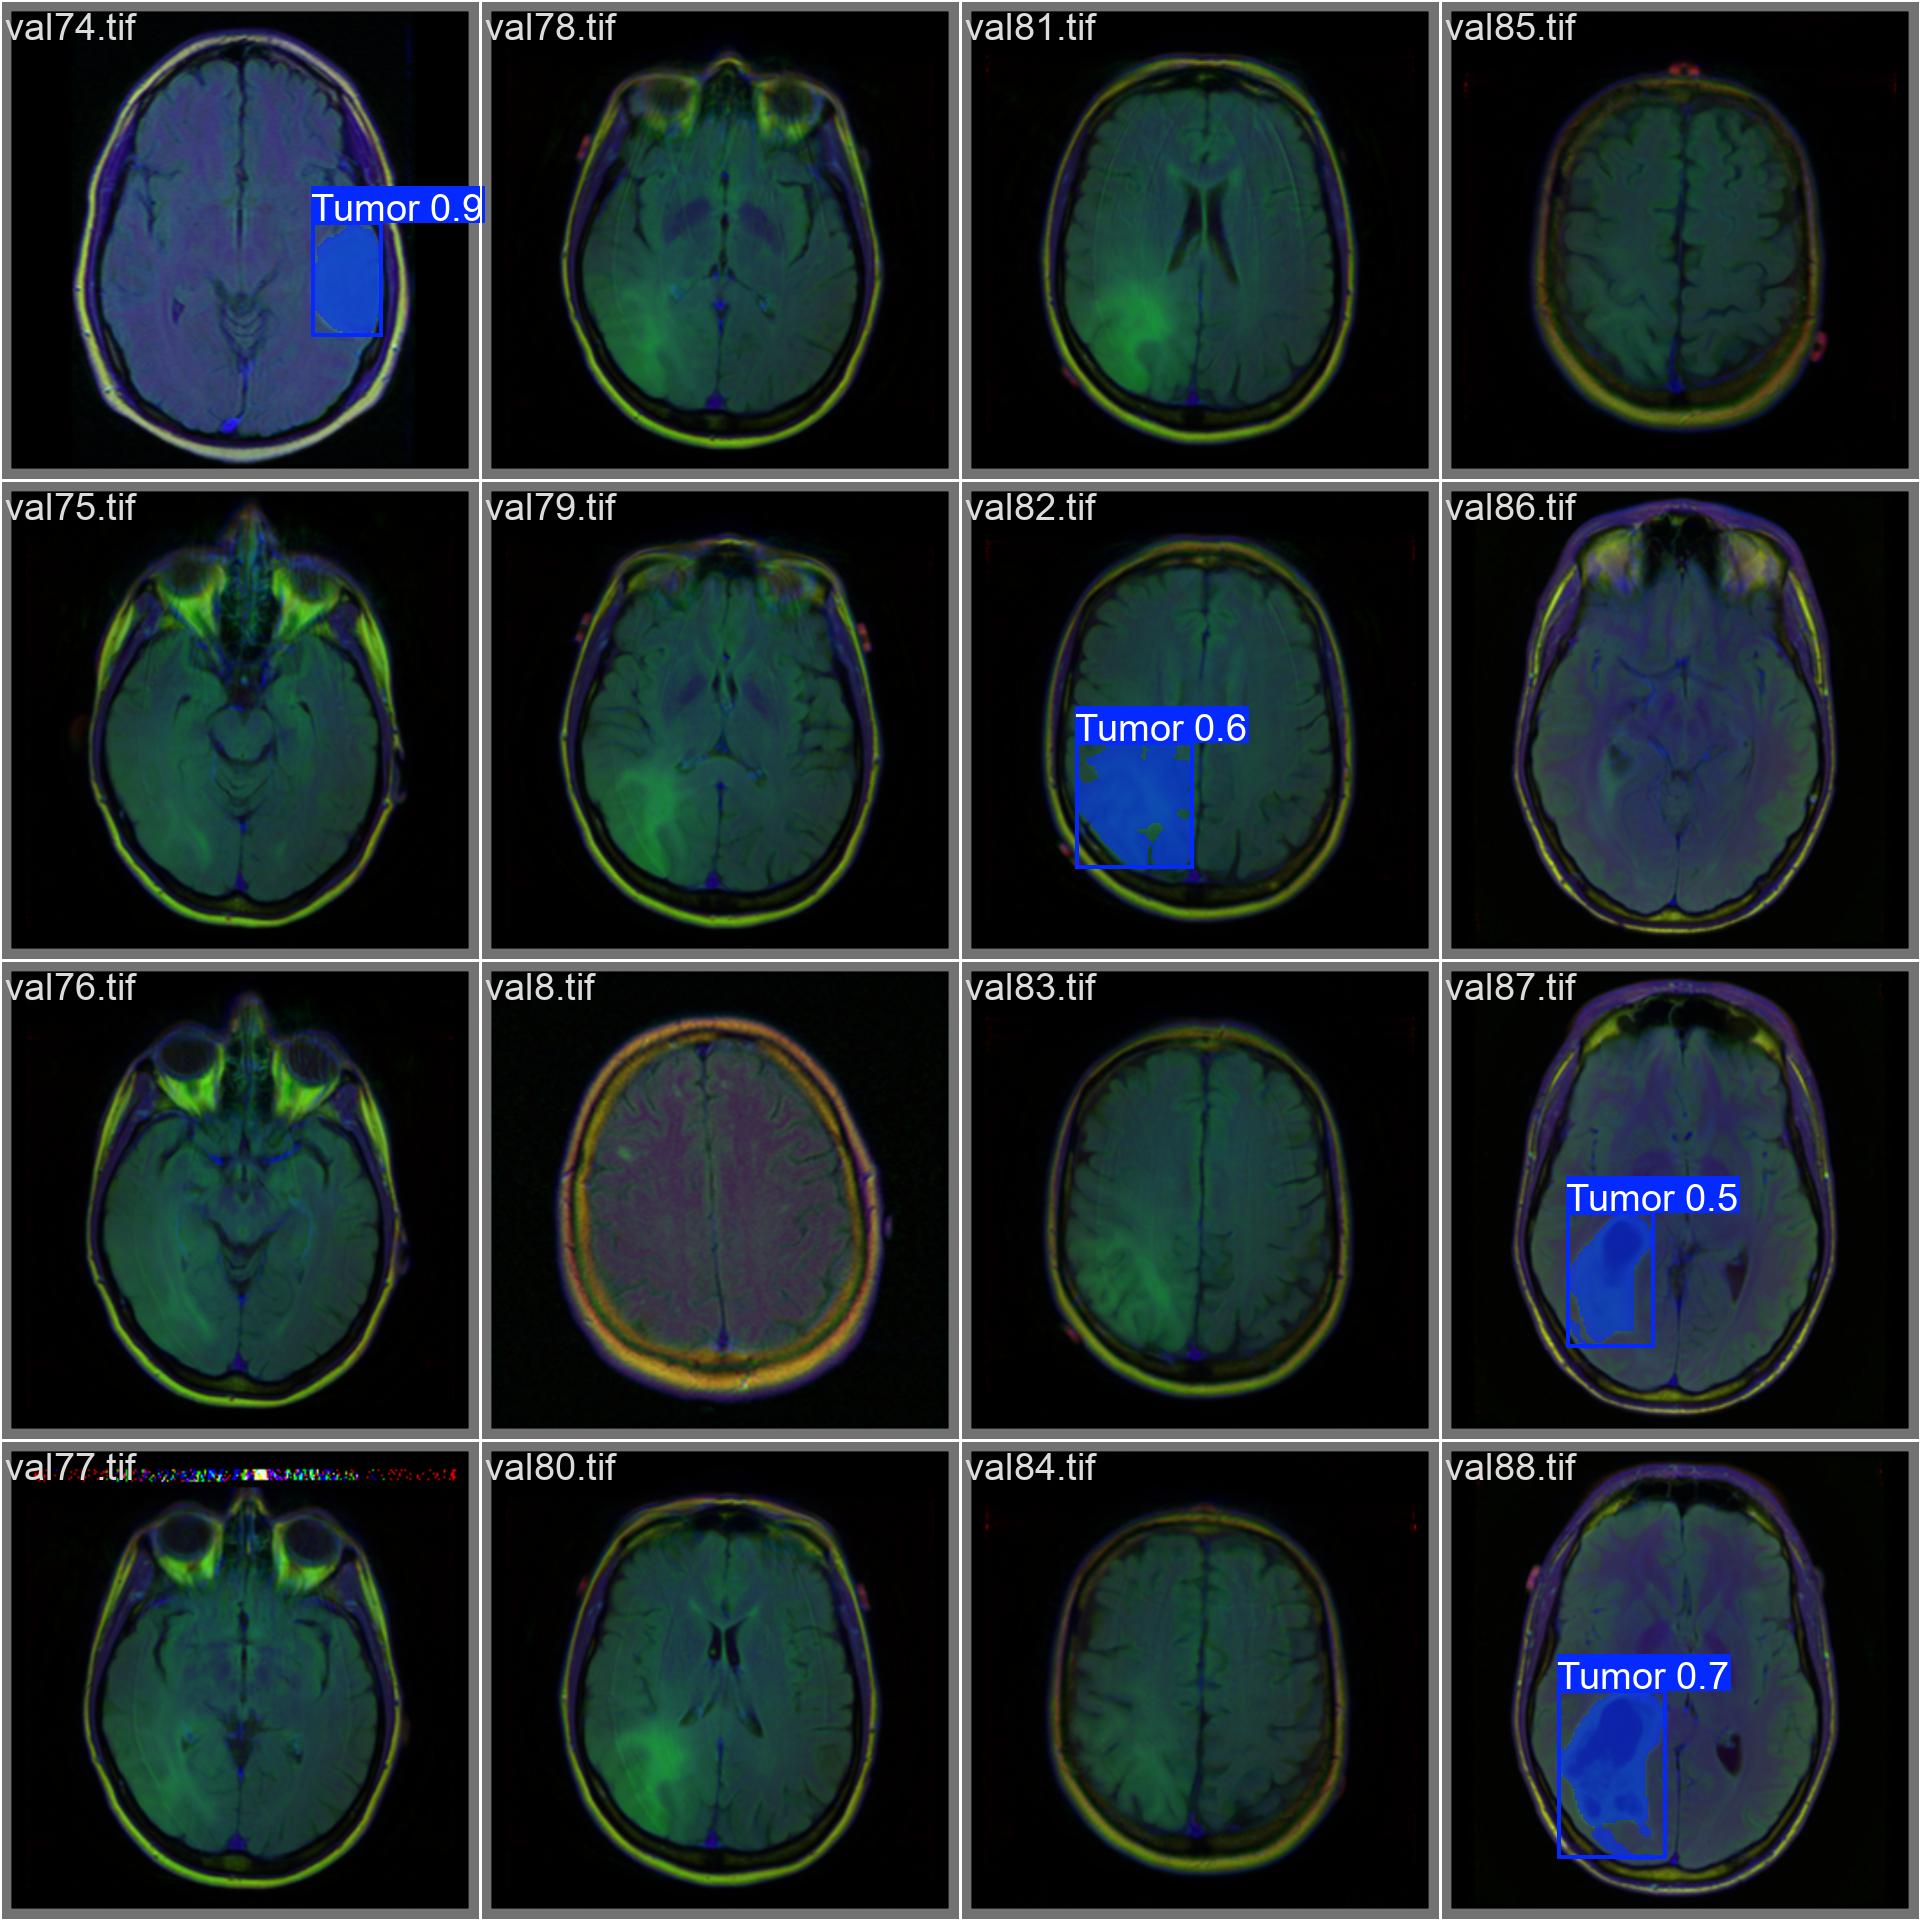 val74.tif
val78.tif
val81.tif
val85.tif
Tumor 0.9
val75.tif
val79.tif
val82.tif
val86.tif
Tumor 0.6
val76.tif
val8.tif
val83.tif
val87.tif
Tumor 0.5
val77.tif
val80.tif
val84.tif
val88.tif
Tumor 0.7